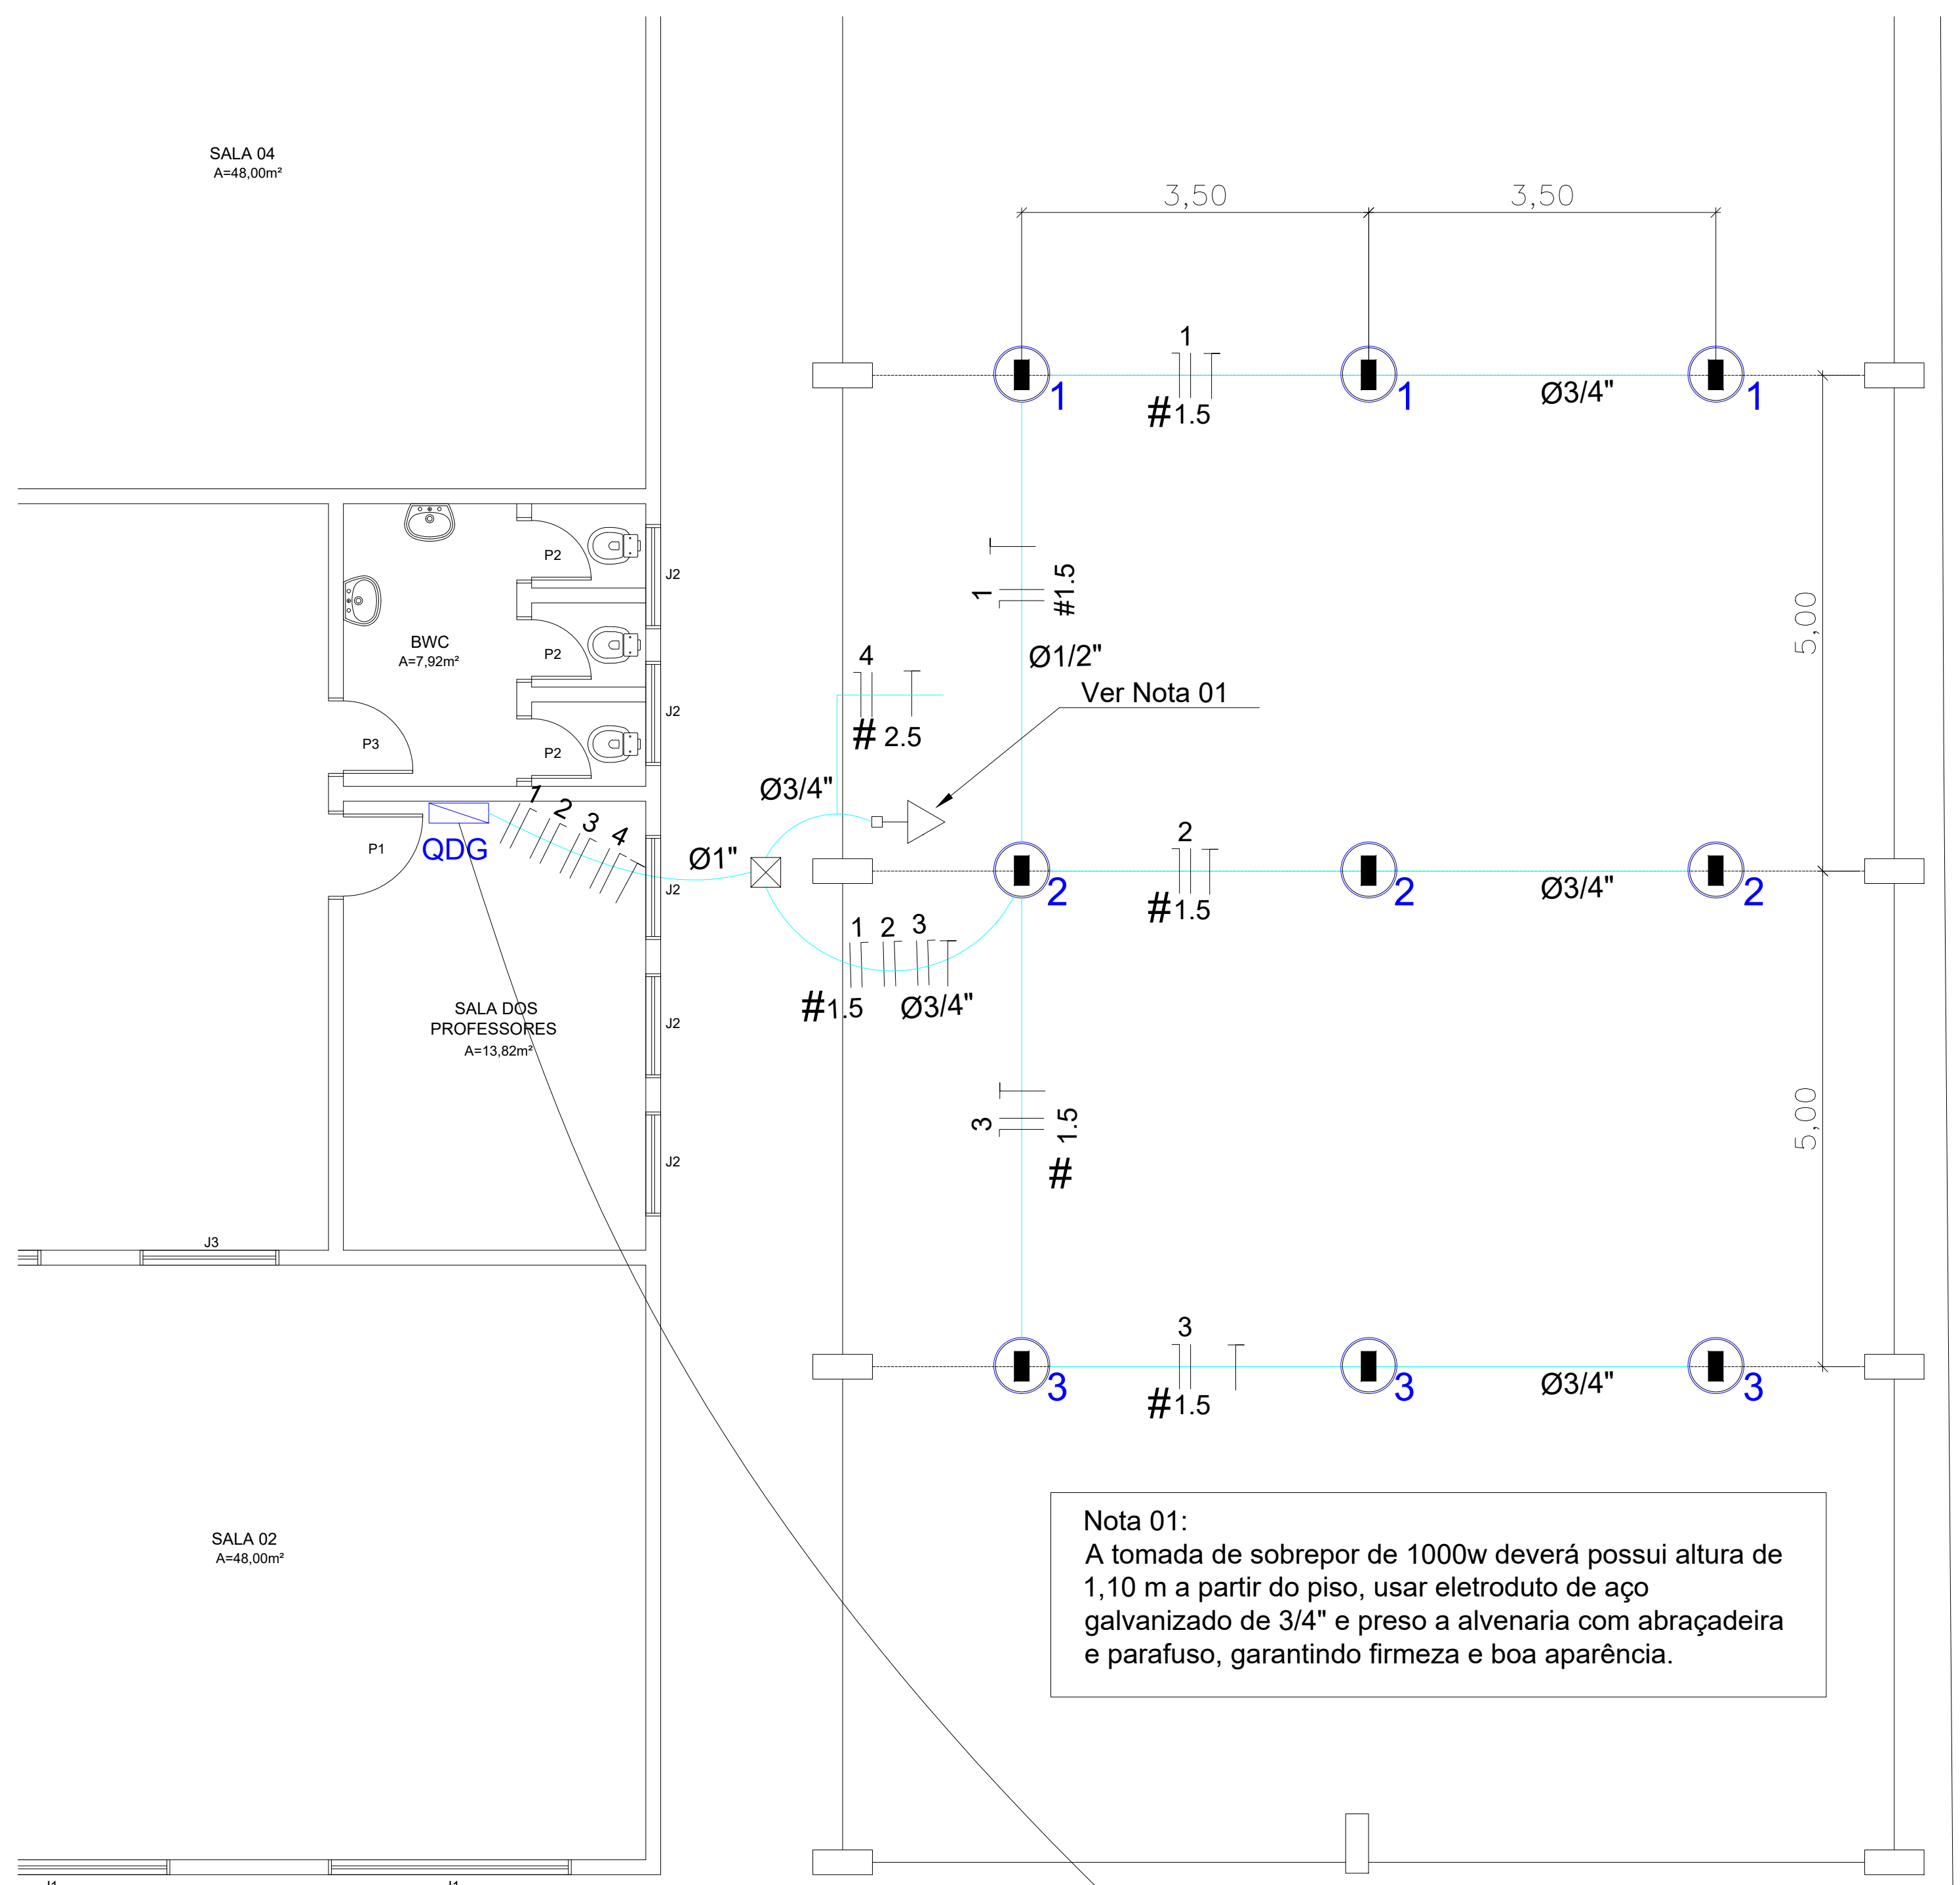 SALA 04
A=48,00m²
3,50
3,50
1
#1.5
1
1
Ø3/4"
1
P2
J2
1
#1.5
5,00
BWC
A=7,92m²
P2
Ø1/2"
4
# 2.5
Ver Nota 01
J2
P3
P2
Ø3/4"
1
2
3
4
QDG
P1
Ø1"
J2
2
#1.5
2
2
Ø3/4"
2
1 2 3
#1.5
Ø3/4"
SALA DOS
PROFESSORES
A=13,82m²
J2
3
# 1.5
5,00
J2
J3
3
#1.5
3
3
Ø3/4"
3
SALA 02
A=48,00m²
Nota 01:
A tomada de sobrepor de 1000w deverá possui altura de
1,10 m a partir do piso, usar eletroduto de aço
galvanizado de 3/4" e preso a alvenaria com abraçadeira
e parafuso, garantindo firmeza e boa aparência.